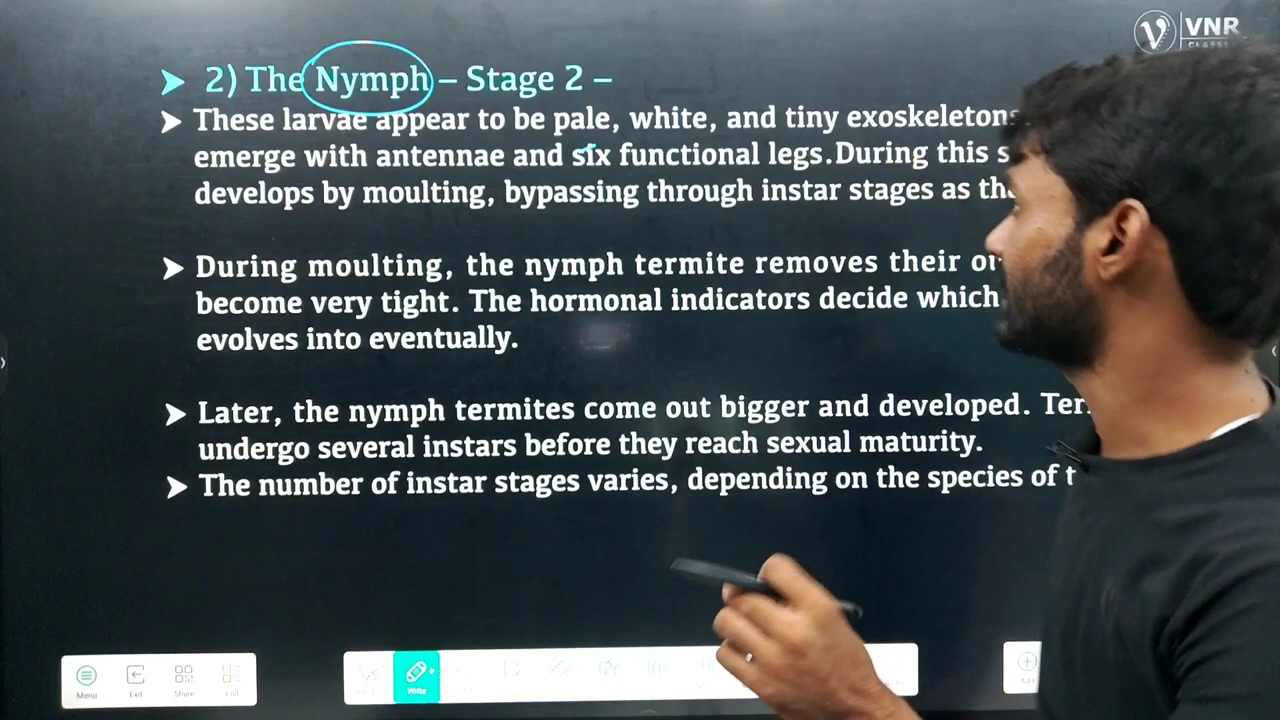 VNR
2) The Nymph – Stage 2 –
These larvae appear to be pale, white, and tiny exoskeletons
emerge with antennae and six functional legs.During this
develops by moulting, bypassing through instar stages as
During moulting, the nymph termite removes their
become very tight. The hormonal indicators decide which
evolves into eventually.
Later, the nymph termites come out bigger and developed.
undergo several instars before they reach sexual maturity.
The number of instar stages varies, depending on the species of
Menu
Exit
Share
List
Write